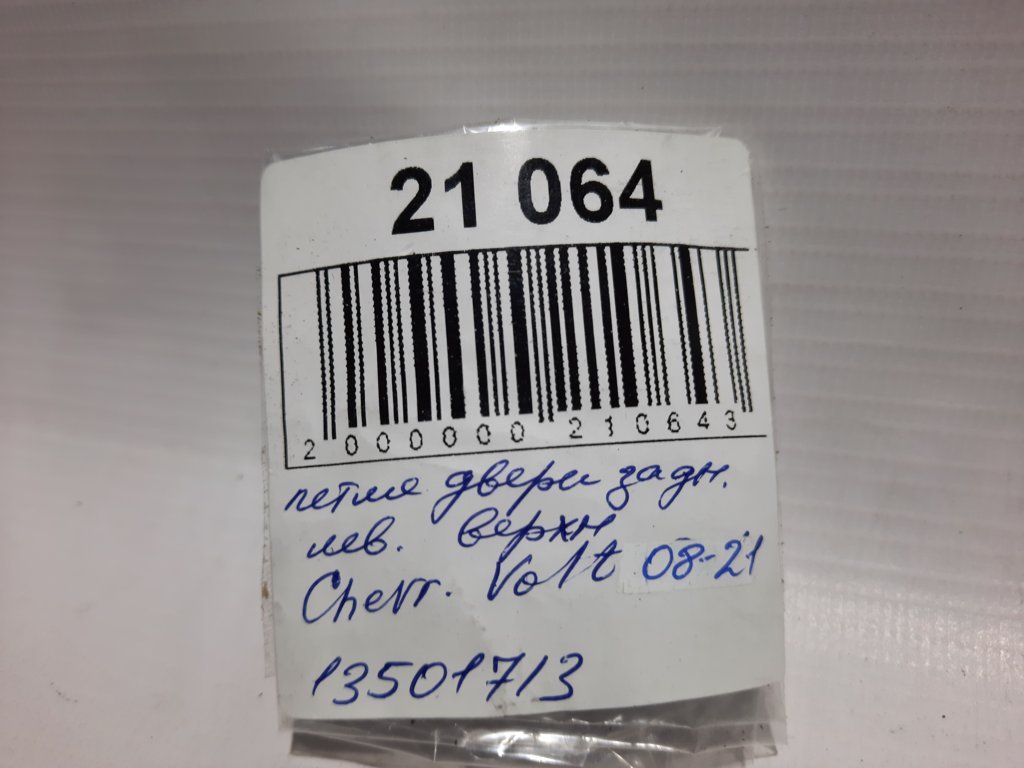 21 064
2 000000 210643
петля двери задн.
лев. верхн
Chevr. Volt 08-21
13501713